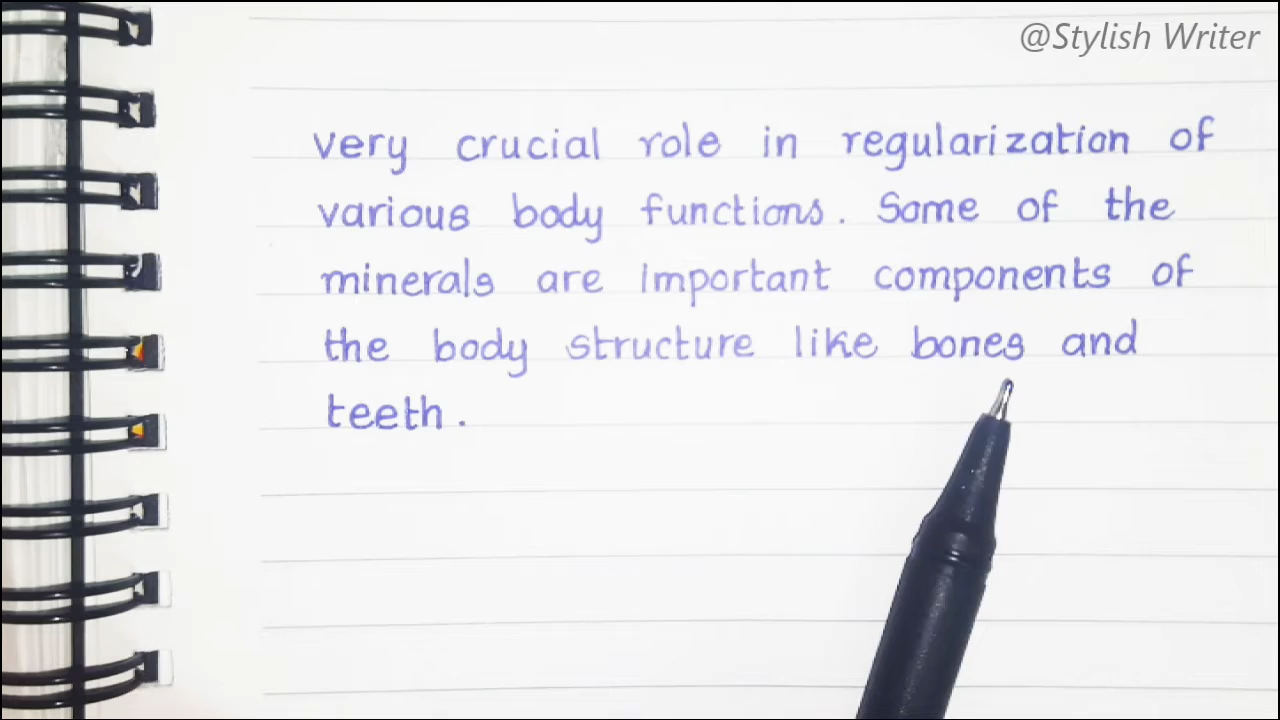 @Stylish Writer
very crucial role in regularization of
various body functions. Some of the
minerals are important components of
the body structure like bones and
teeth.